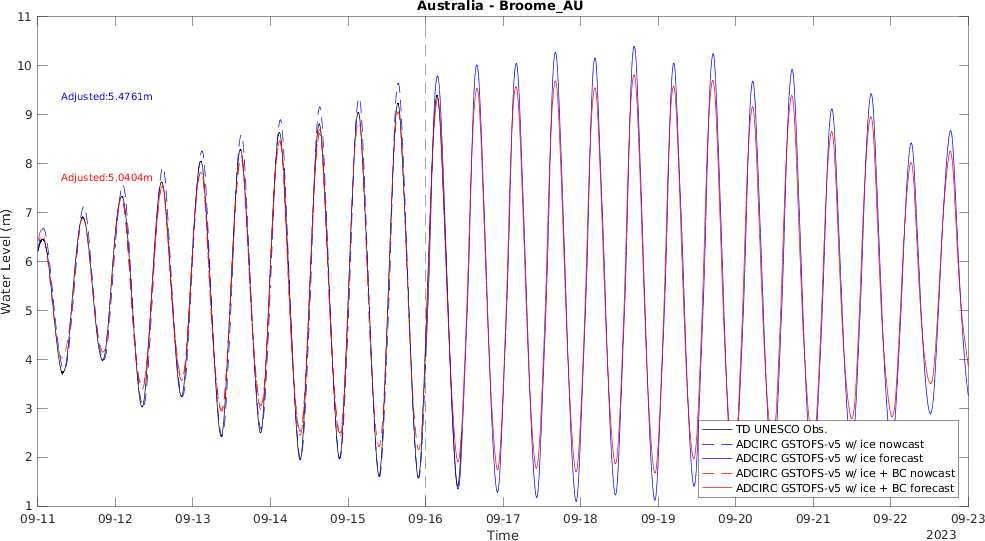 Australia - Broome_AU
11
10
9
8
7
6
5
4
3
2
1
Water Level (m)
Adjusted:5.4761m
Adjusted:5.0404m
TD UNESCO Obs.
ADCIRC GSTOFS-v5 w/ ice nowcast
ADCIRC GSTOFS-v5 w/ ice forecast
ADCIRC GSTOFS-v5 w/ ice + BC nowcast
ADCIRC GSTOFS-v5 w/ ice + BC forecast
09-11 09-12 09-13 09-14 09-15 09-16 09-17 09-18 09-19 09-20 09-21 09-22 09-23
Time
2023